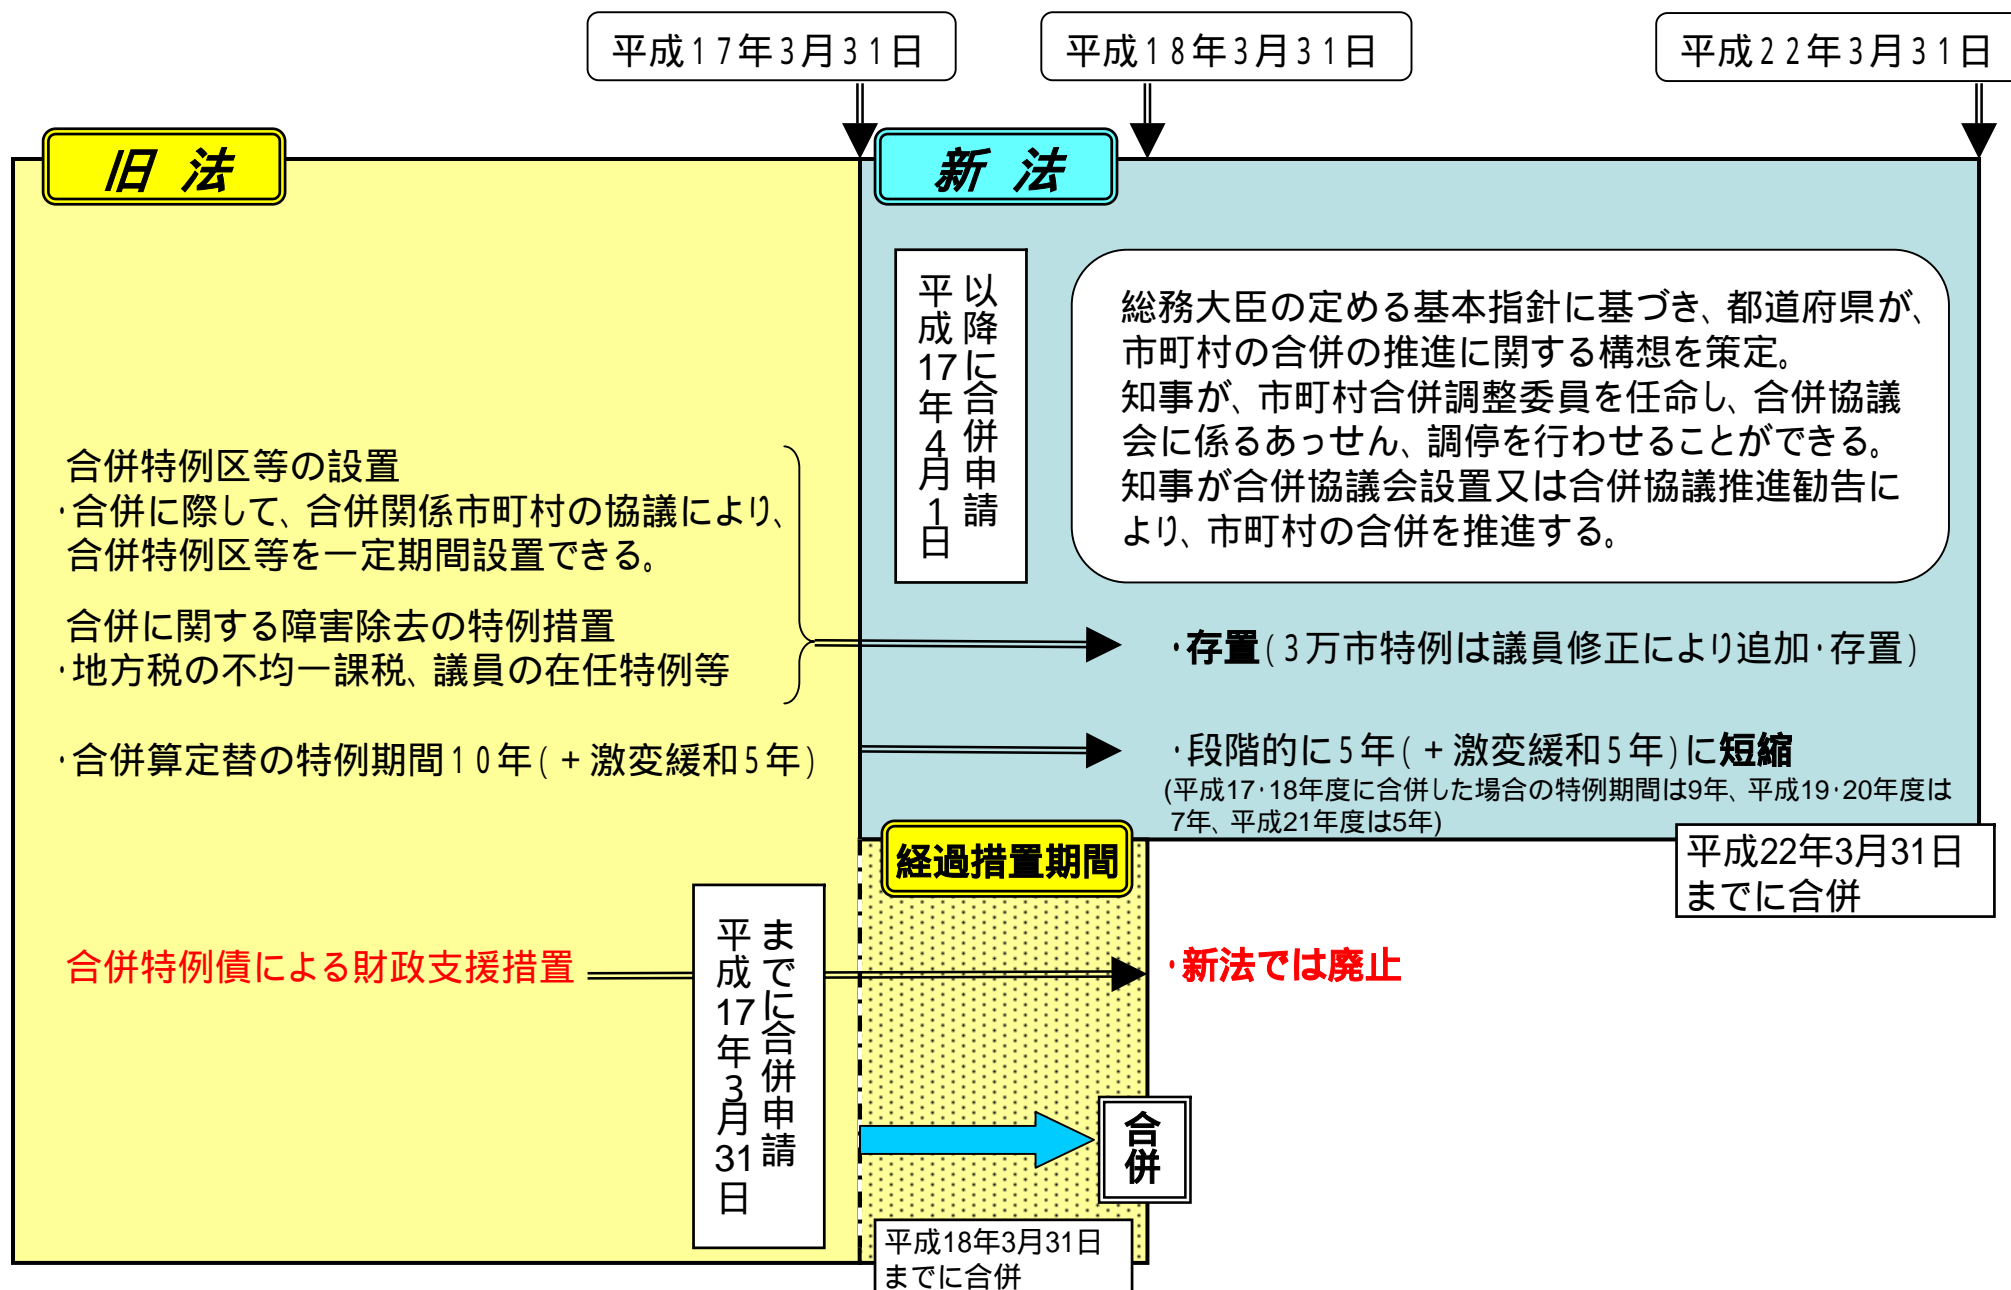 平成17年3月31日
平成18年3月31日
平成22年3月31日
旧 法
新 法
平成17年4月1日
以降に合併申請
総務大臣の定める基本指針に基づき、都道府県が、
市町村の合併の推進に関する構想を策定。
知事が、市町村合併調整委員を任命し、合併協議
会に係るあっせん、調停を行わせることができる。
知事が合併協議会設置又は合併協議推進勧告に
より、市町村の合併を推進する。
合併特例区等の設置
・合併に際して、合併関係市町村の協議により、
合併特例区等を一定期間設置できる。
合併に関する障害除去の特例措置
・地方税の不均一課税、議員の在任特例等
・存置(3万市特例は議員修正により追加・存置)
・合併算定替の特例期間10年(+激変緩和5年)
・段階的に5年(+激変緩和5年)に短縮
(平成17・18年度に合併した場合の特例期間は9年、平成19・20年度は
7年、平成21年度は5年)
経過措置期間
平成22年3月31日
までに合併
合併特例債による財政支援措置
平成17年3月31日
までに合併申請
・新法では廃止
合併
平成18年3月31日
までに合併